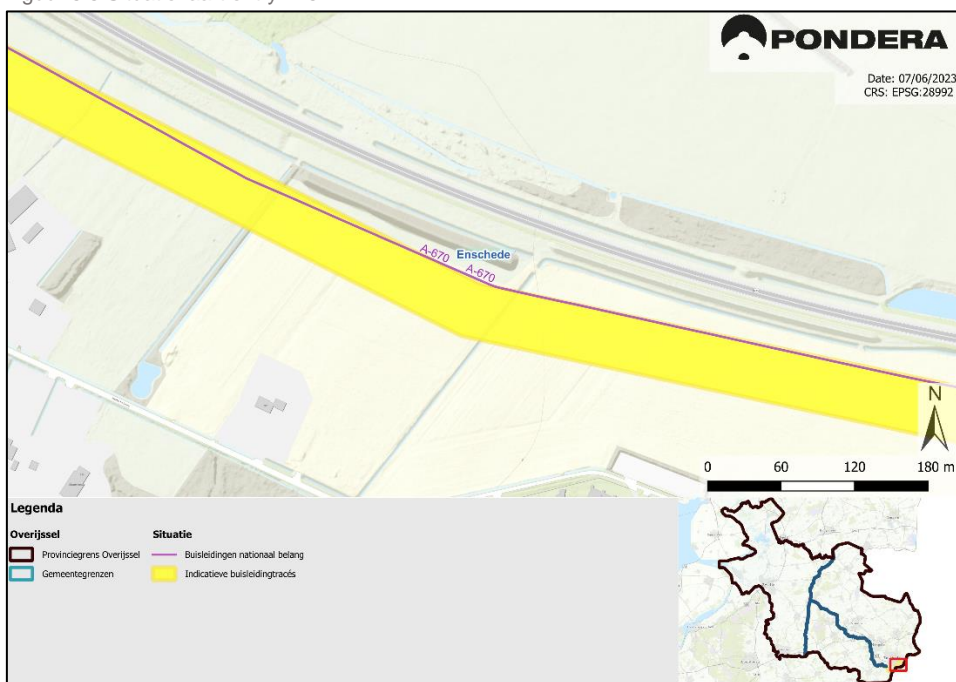 PONDERA
Date: 07/06/2023
CRS: EPSG:28992
A-670
Enschede
A-670
N
0 60 120 180 m
Legenda
Overijssel
Situatie
Provinciegrens Overijssel
Buisleidingen nationaal belang
Gemeentegrenzen
Indicatieve buisleidingtracés